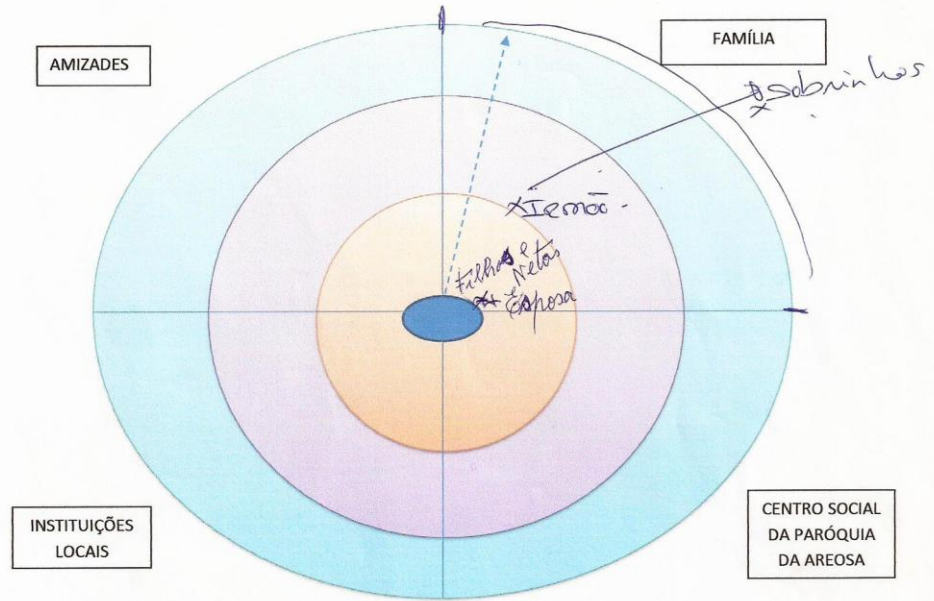 FAMÍLIA
AMIZADES
Sobrinhos
Irmão
Filhos e
Netos
Esposa
INSTITUIÇÕES
LOCAIS
CENTRO SOCIAL
DA PARÓQUIA
DA AREOSA